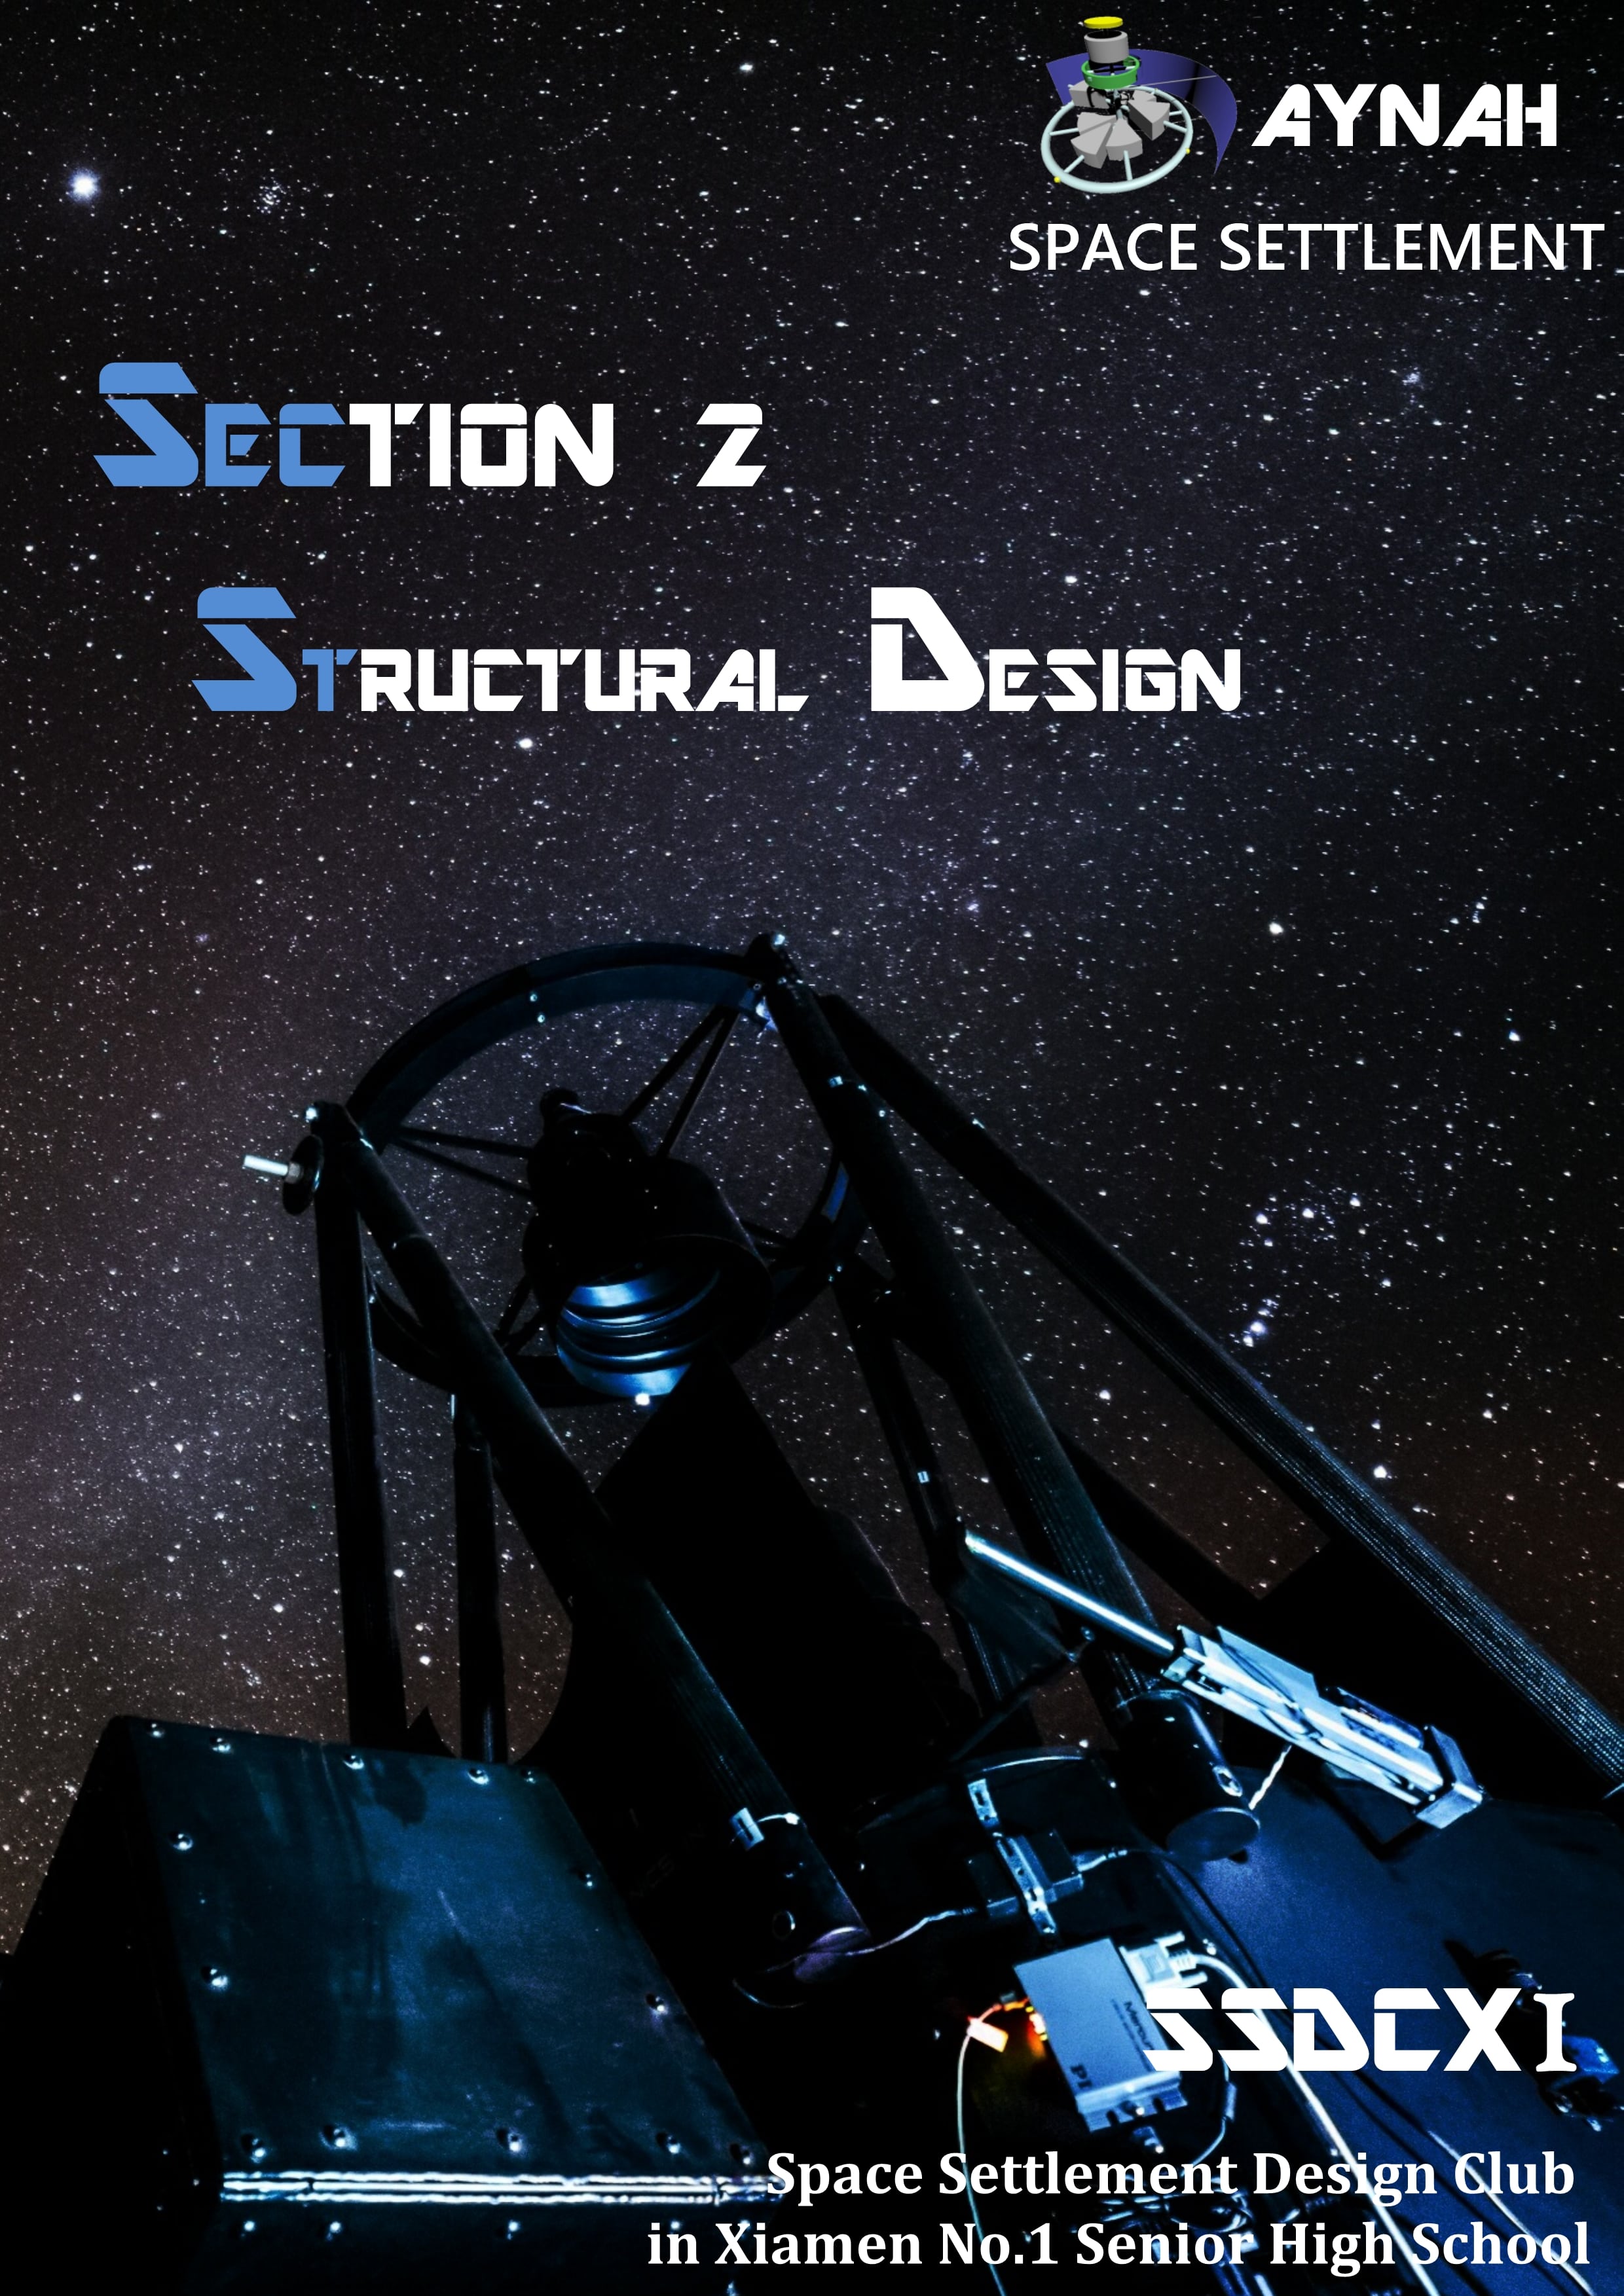 AYNAH
SPACE SETTLEMENT
SECTION 2
STRUCTURAL DESIGN
PI
SSDCXI
Space Settlement Design Club
in Xiamen No.1 Senior High School